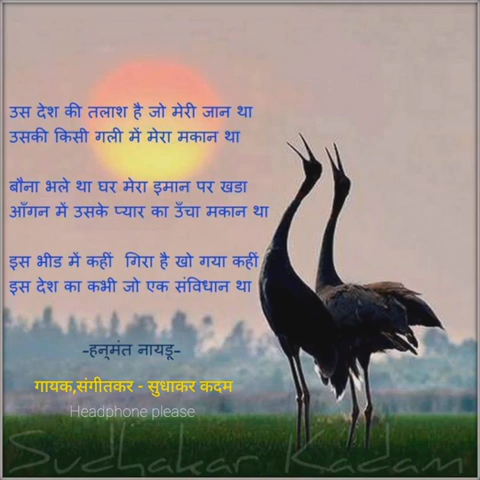 उस देश की तलाश है जो मेरी जान था
उसकी किसी गली में मेरा मकान था
बौना भले था घर मेरा इमान पर खडा
आँगन में उसके प्यार का उँचा मकान था
इस भीड में कहीं गिरा है खो गया कहीं
इस देश का कभी जो एक संविधान था
-हनुमंत नायडू-
गायक,संगीतकर - सुधाकर कदम
Headphone please
Sudhakar Kadam